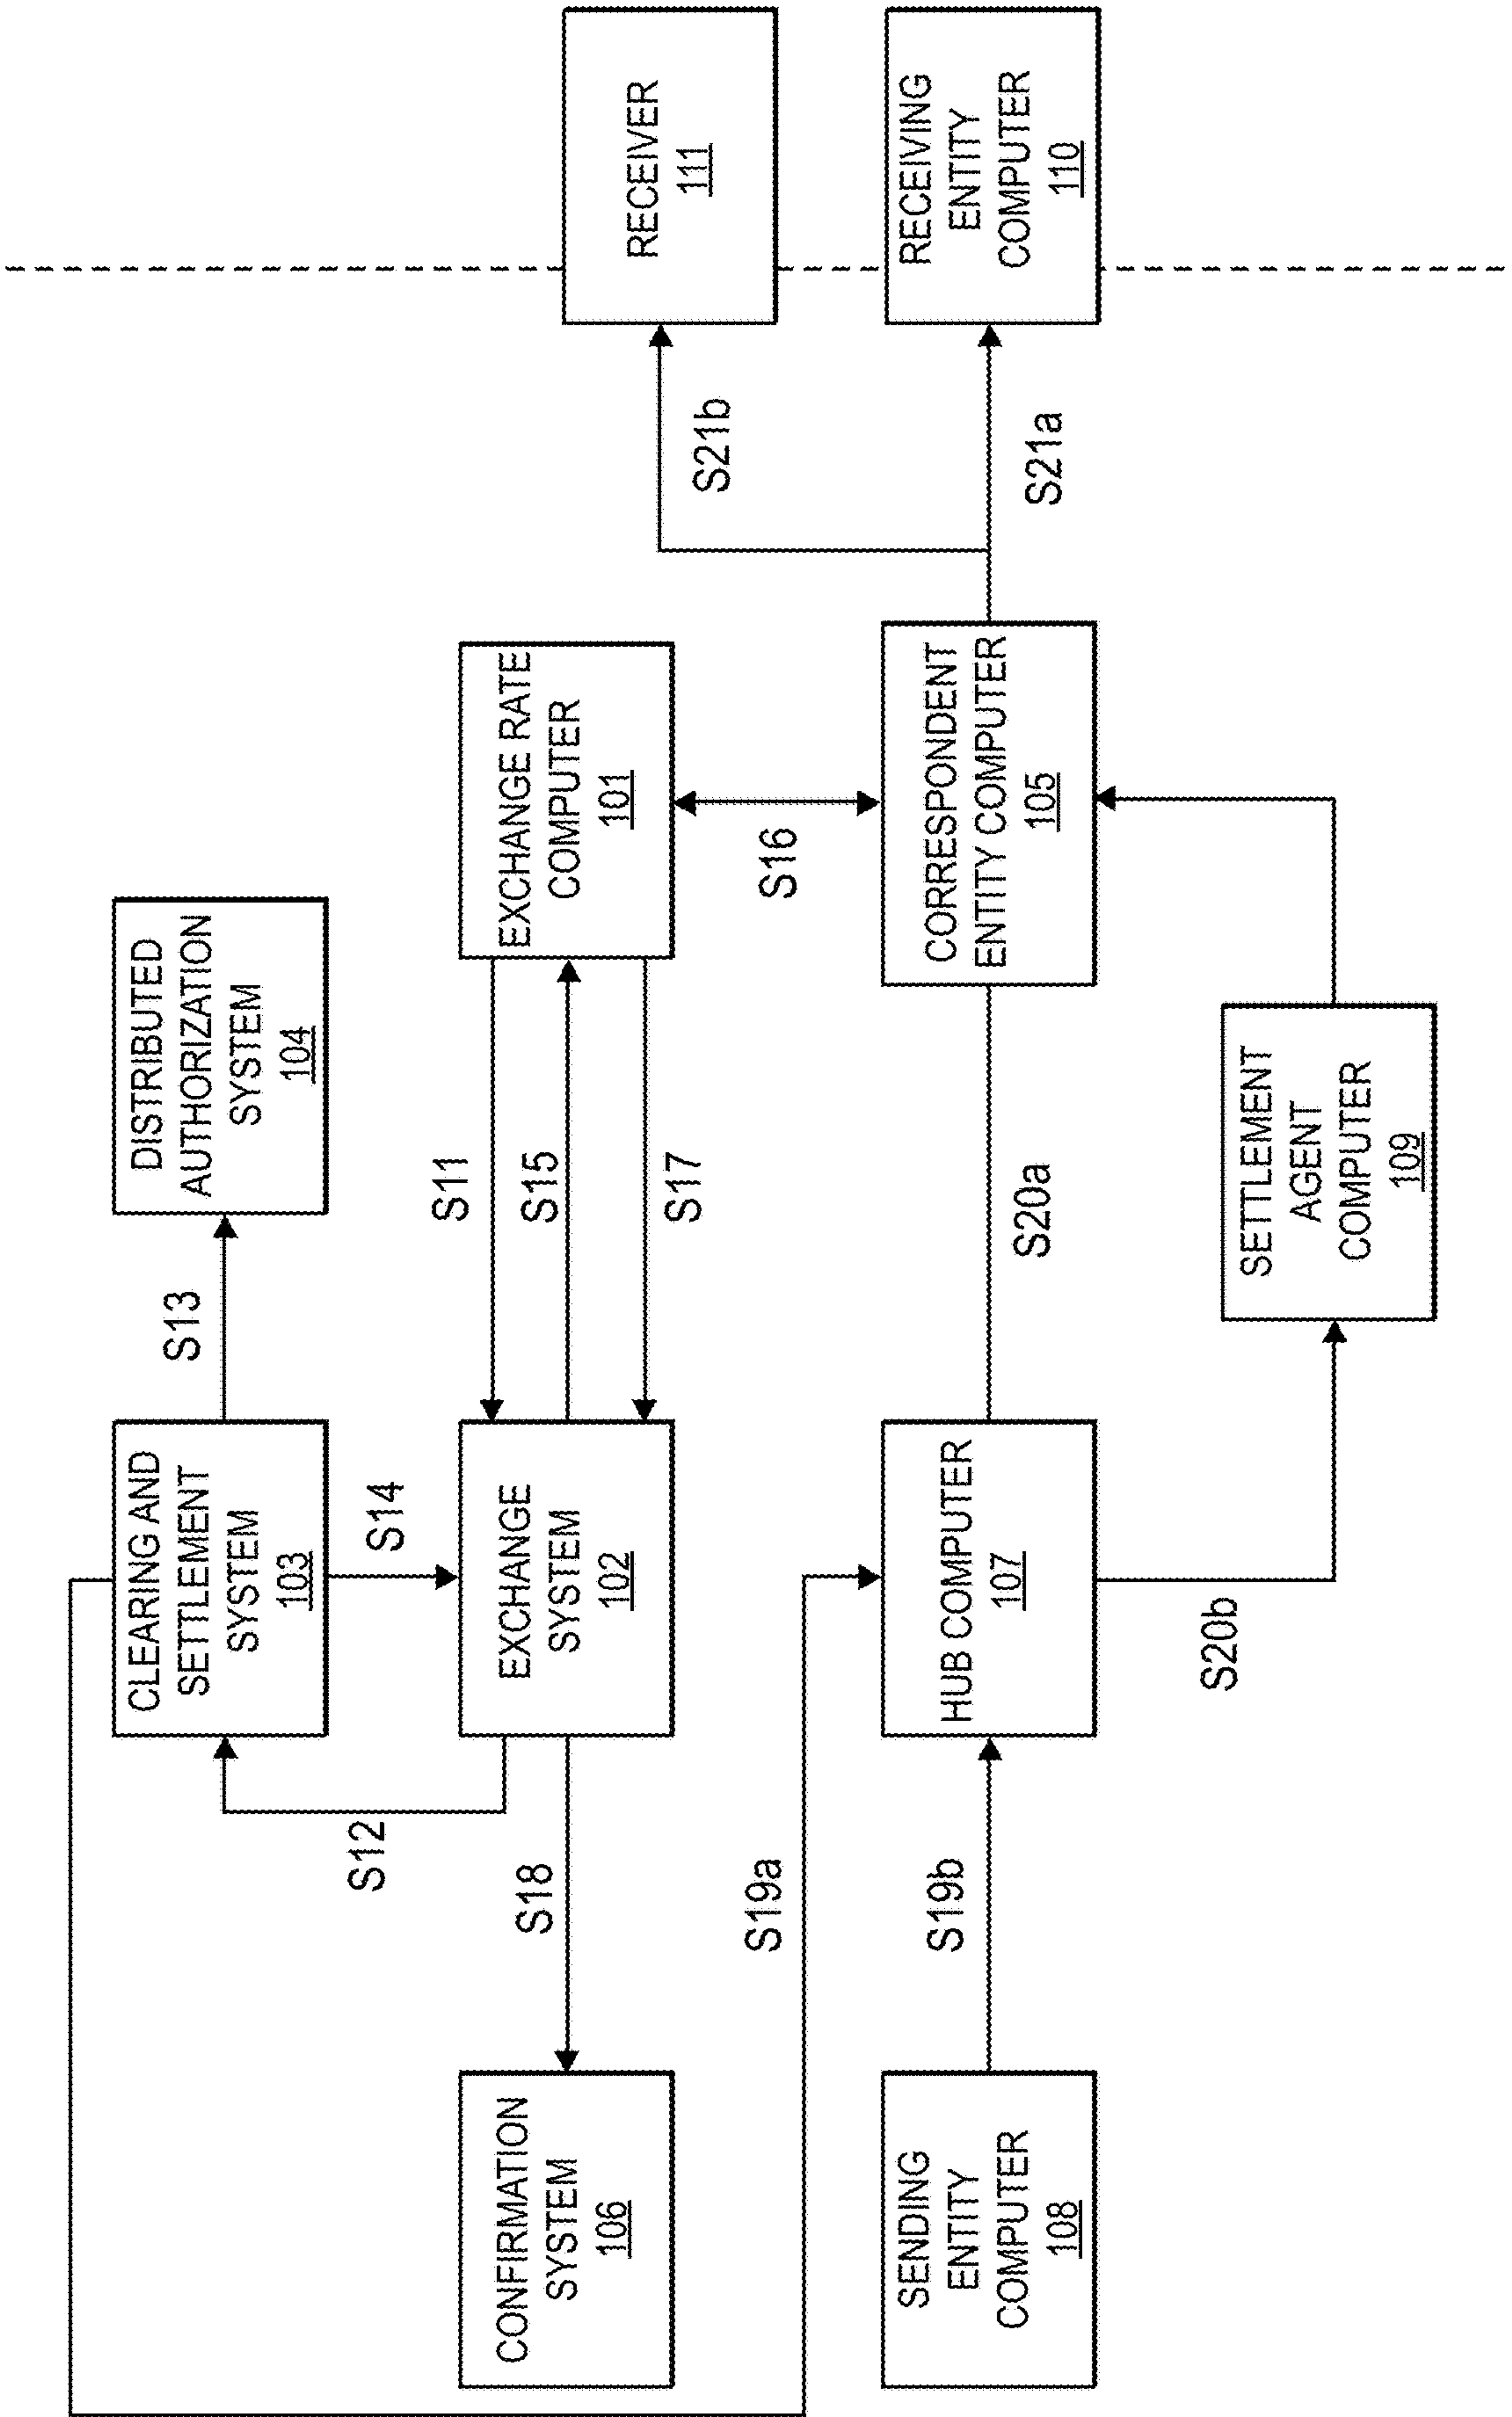 CLEARING AND
SETTLEMENT
SYSTEM
103
DISTRIBUTED
AUTHORIZATION
SYSTEM
104
S13
S12
S14
CONFIRMATION
SYSTEM
106
S18
EXCHANGE
SYSTEM
102
S11
S15
S17
EXCHANGE RATE
COMPUTER
101
RECEIVER
111
S19a
S16
S21b
SENDING
ENTITY
COMPUTER
108
S19b
HUB COMPUTER
107
S20a
CORRESPONDENT
ENTITY COMPUTER
105
S21a
RECEIVING
ENTITY
COMPUTER
110
S20b
SETTLEMENT
AGENT
COMPUTER
109